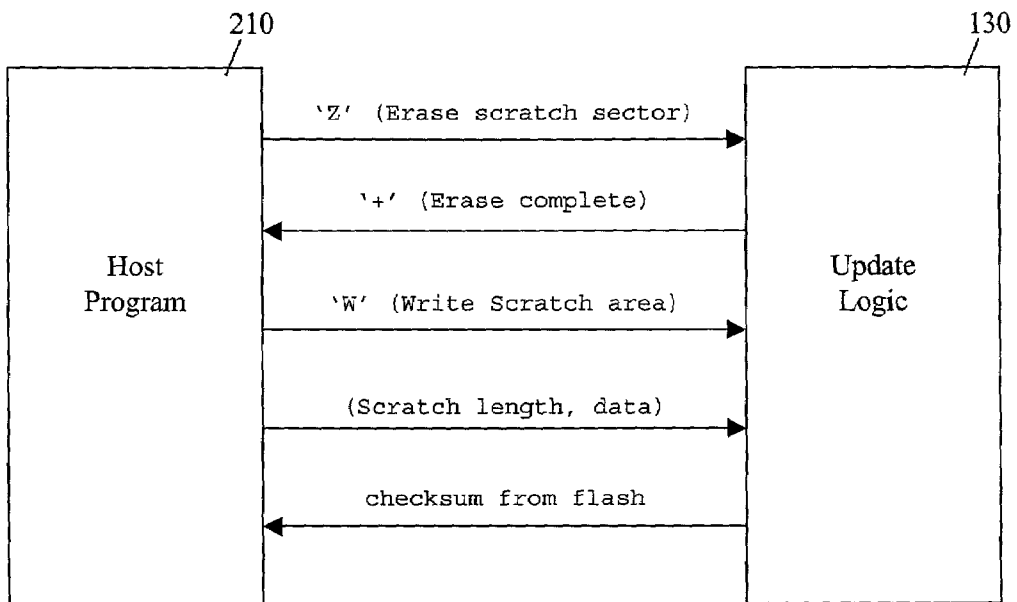 210
130
‘Z’ (Erase scratch sector)
‘+’ (Erase complete)
Host
Program
Update
Logic
‘W’ (Write Scratch area)
(Scratch length, data)
checksum from flash